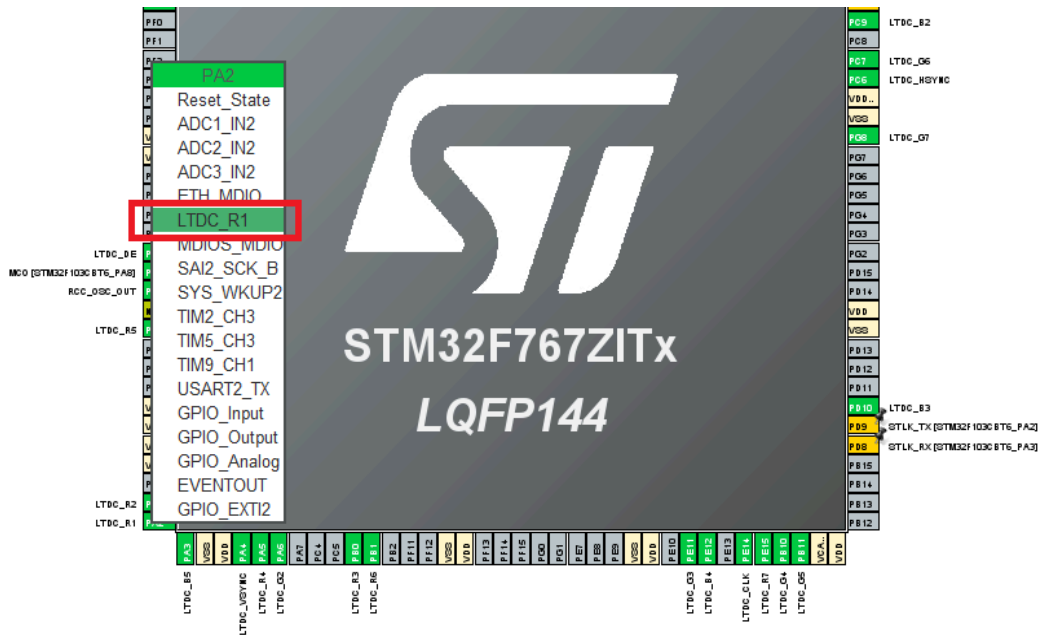 PF0
PF1
PA2
Reset_State
ADC1_IN2
ADC2_IN2
ADC3_IN2
ETH_MDIO
LTDC_R1
MDIOS_MDIO
SAI2_SCK_B
SYS_WKUP2
TIM2_CH3
TIM5_CH3
TIM9_CH1
USART2_TX
GPIO_Input
GPIO_Output
GPIO_Analog
EVENTOUT
GPIO_EXTI2
LTDC_DE
MCO [STM32F103CBT6_PA8]
RCC_OSC_OUT
LTDC_R5
LTDC_R2
LTDC_R1
STM32F767ZITx
LQFP144
PC9 LTDC_B2
PC8
PC7 LTDC_G6
PC6 LTDC_HSYNC
VDD..
VSS
PG8 LTDC_G7
PG7
PG6
PG5
PG4
PG3
PG2
PD15
PD14
VDD
VSS
PD13
PD12
PD11
PD10 LTDC_B3
PD9 STLK_TX [STM32F103CBT6_PA2]
PD8 STLK_RX [STM32F103CBT6_PA3]
PB15
PB14
PB13
PB12
PA3
VSS
VDD
PA4
PA5
PA6
PA7
PC4
PC5
PB0
PB1
PB2
PF11
PF12
VSS
VDD
PF13
PF14
PF15
PG0
PG1
PE7
PE8
PE9
VSS
VDD
PE10
PE11
PE12
PE13
PE14
PE15
PB10
PB11
VCA..
VDD
LTDC_B5
LTDC_VSYNC
LTDC_R4
LTDC_G2
LTDC_R3
LTDC_R6
LTDC_G3
LTDC_B4
LTDC_CLK
LTDC_R7
LTDC_G4
LTDC_G5